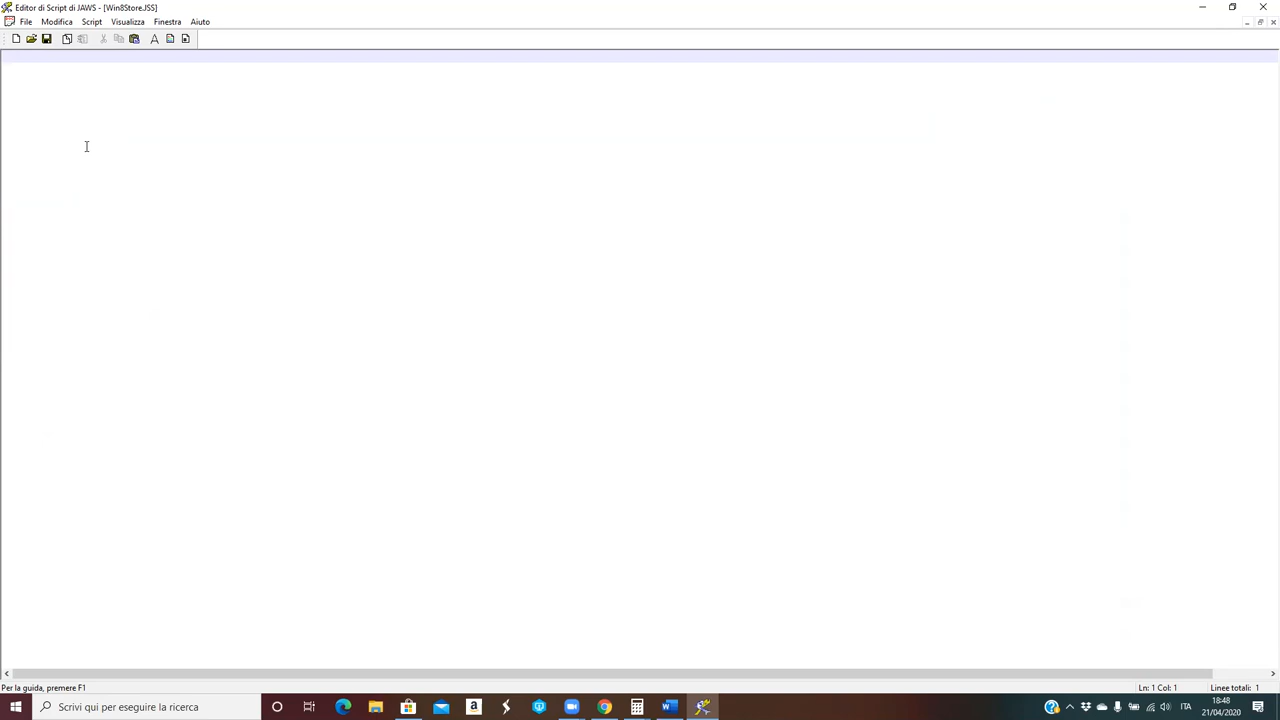 Editor di Script di JAWS - [Win8Store.JSS]
File Modifica Script Visualizza Finestra Aiuto
Per la guida, premere F1
Ln: 1 Col: 1
Linee totali: 1
Scrivi qui per eseguire la ricerca
ITA
18:48
21/04/2020